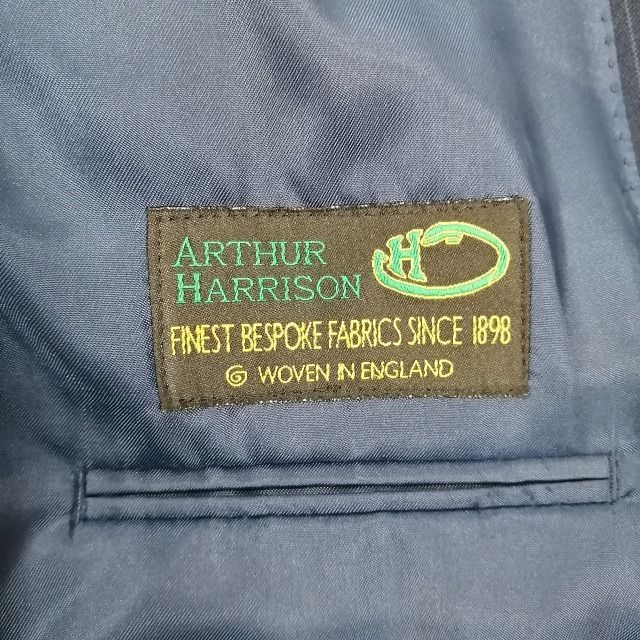 ARTHUR
HARRISON
H
FINEST BESPOKE FABRICS SINCE 1898
WOVEN IN ENGLAND